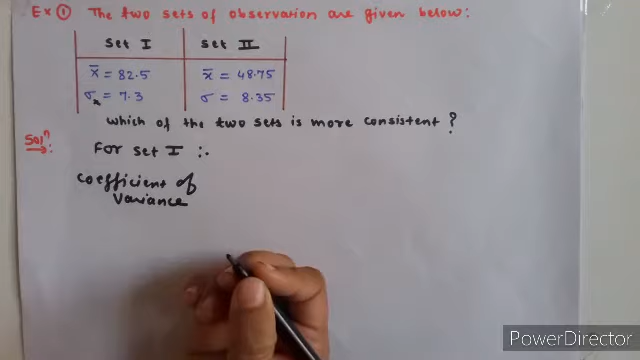 Ex ① The two sets of observation are given below:
Set I Set II
x̄ = 82.5 x̄ = 48.75
σₓ = 7.3 σ = 8.35
Which of the two sets is more consistent ?
Solⁿ:
For set I :.
Coefficient of
Variance
PowerDirector